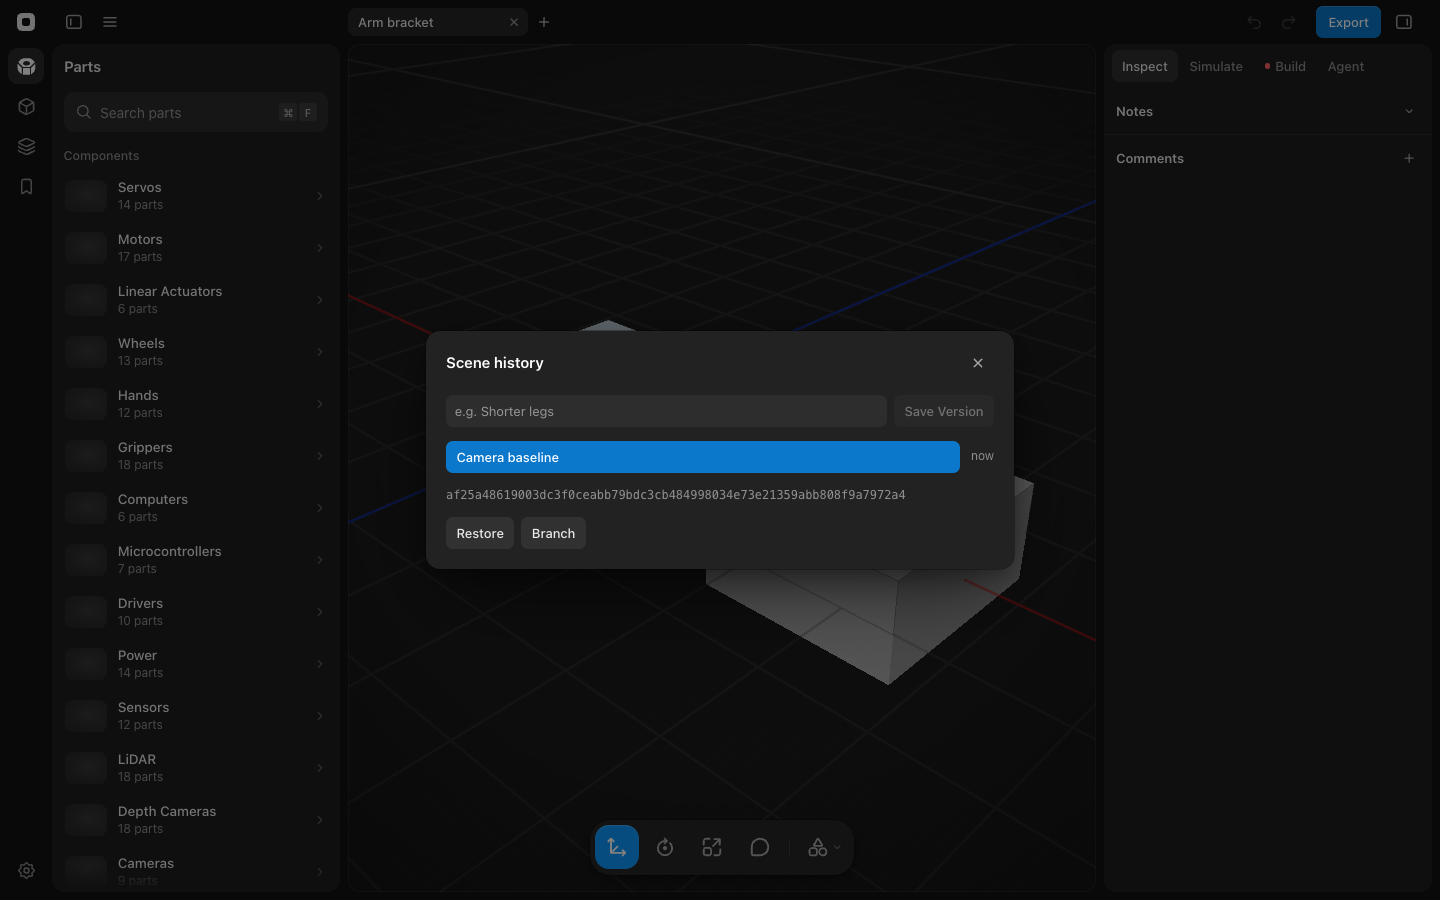 Arm bracket
Export
Parts
Search parts
⌘ F
Components
Servos
14 parts
Motors
17 parts
Linear Actuators
6 parts
Wheels
13 parts
Hands
12 parts
Grippers
18 parts
Computers
6 parts
Microcontrollers
7 parts
Drivers
10 parts
Power
14 parts
Sensors
12 parts
LiDAR
18 parts
Depth Cameras
18 parts
Cameras
9 parts
Scene history
e.g. Shorter legs
Save Version
Camera baseline
now
af25a48619003dc3f0ceabb79bdc3cb484998034e73e21359abb808f9a7972a4
Restore
Branch
Inspect
Simulate
Build
Agent
Notes
Comments